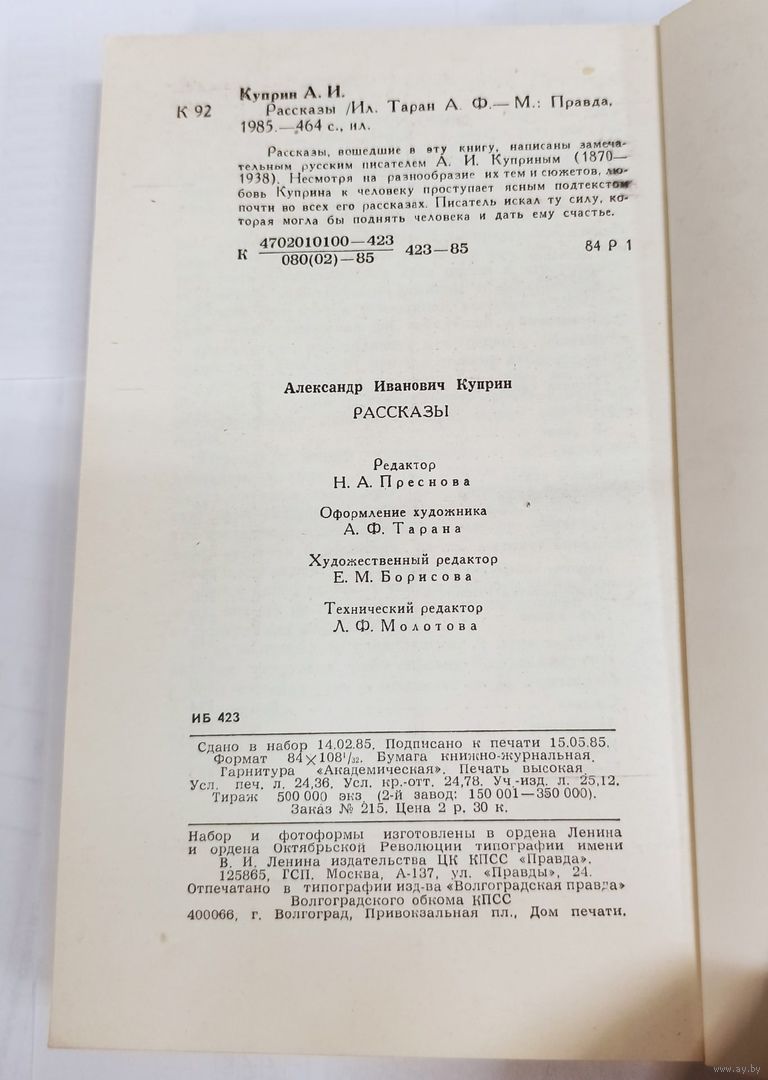 Куприн А. И.
К 92 Рассказы /Ил. Таран А. Ф.— М.: Правда,
1985.—464 с., ил.
Рассказы, вошедшие в эту книгу, написаны замеча-
тельным русским писателем А. И. Куприным (1870—
1938). Несмотря на разнообразие их тем и сюжетов, лю-
бовь Куприна к человеку проступает ясным подтекстом
почти во всех его рассказах. Писатель искал ту силу, ко-
торая могла бы поднять человека и дать ему счастье.
К 4702010100—423
080(02)—85 423—85 84 Р 1
Александр Иванович Куприн
РАССКАЗЫ
Редактор
Н. А. Преснова
Оформление художника
А. Ф. Тарана
Художественный редактор
Е. М. Борисова
Технический редактор
Л. Ф. Молотова
ИБ 423
Сдано в набор 14.02.85. Подписано к печати 15.05.85.
Формат 84×108¹/₃₂. Бумага книжно-журнальная.
Гарнитура «Академическая». Печать высокая.
Усл. печ. л. 24,36. Усл. кр.-отт. 24,78. Уч-изд. л. 25,12.
Тираж 500 000 экз (2-й завод: 150 001—350 000).
Заказ № 215. Цена 2 р. 30 к.
Набор и фотоформы изготовлены в ордена Ленина
и ордена Октябрьской Революции типографии имени
В. И. Ленина издательства ЦК КПСС «Правда».
125865, ГСП. Москва, А-137, ул. «Правды», 24.
Отпечатано в типографии изд-ва «Волгоградская правда»
Волгоградского обкома КПСС
400066, г. Волгоград, Привокзальная пл., Дом печати.
www.ay.by